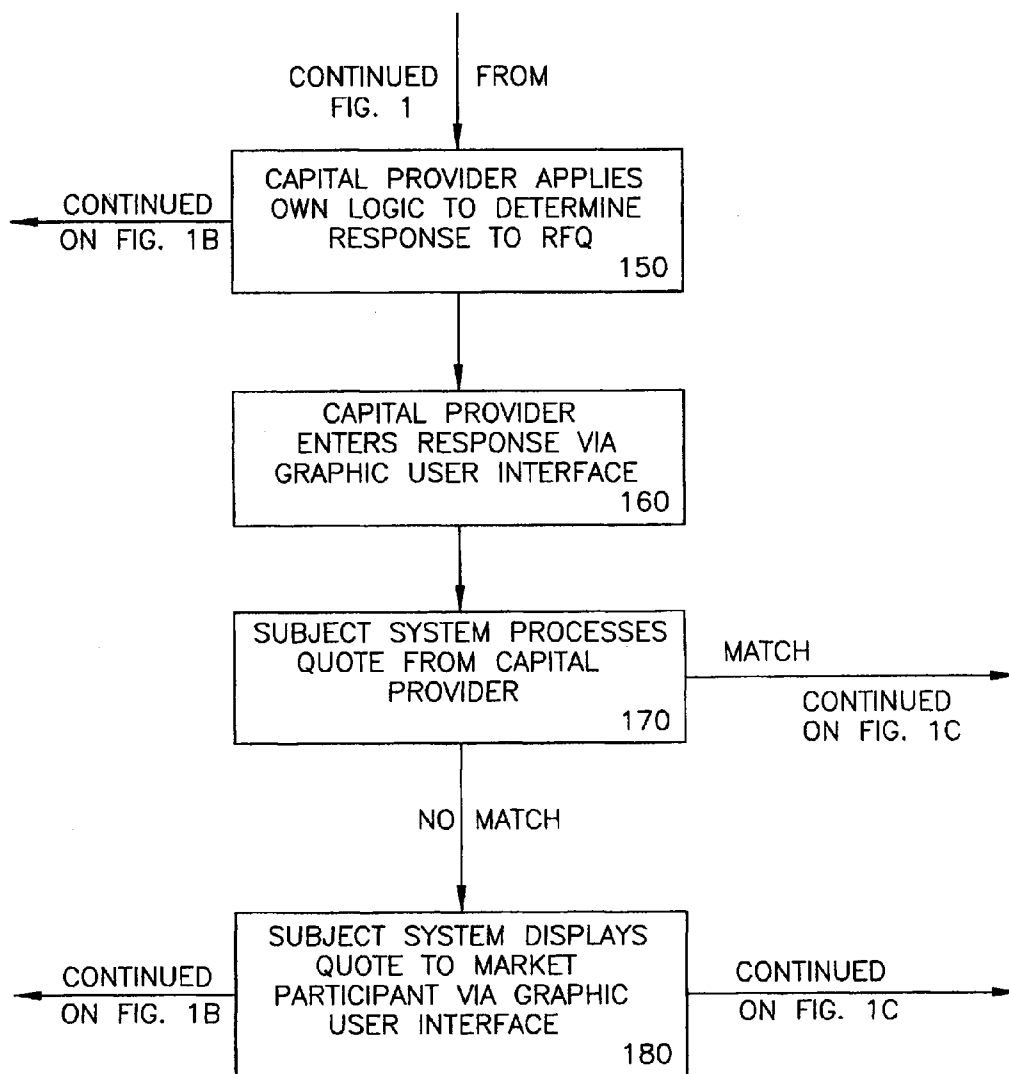 CONTINUED FROM
FIG. 1
CAPITAL PROVIDER APPLIES
OWN LOGIC TO DETERMINE
RESPONSE TO RFQ
150
CONTINUED
ON FIG. 1B
CAPITAL PROVIDER
ENTERS RESPONSE VIA
GRAPHIC USER INTERFACE
160
SUBJECT SYSTEM PROCESSES
QUOTE FROM CAPITAL
PROVIDER
170
MATCH
CONTINUED
ON FIG. 1C
NO MATCH
SUBJECT SYSTEM DISPLAYS
QUOTE TO MARKET
PARTICIPANT VIA GRAPHIC
USER INTERFACE
180
CONTINUED
ON FIG. 1B
CONTINUED
ON FIG. 1C